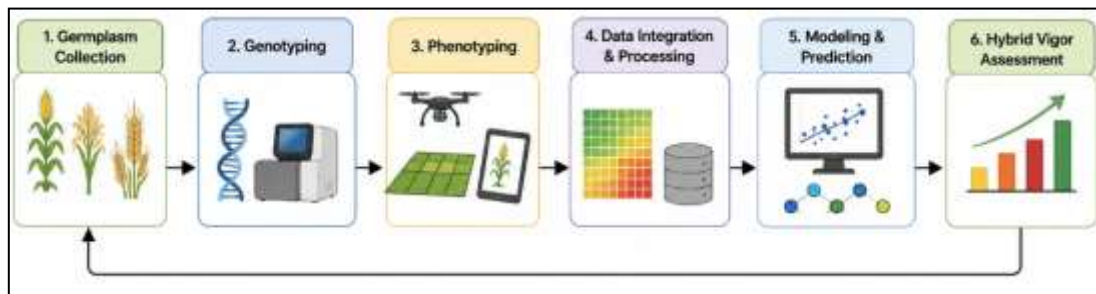 1. Germplasm
Collection
2. Genotyping
3. Phenotyping
4. Data Integration
& Processing
5. Modeling &
Prediction
6. Hybrid Vigor
Assessment